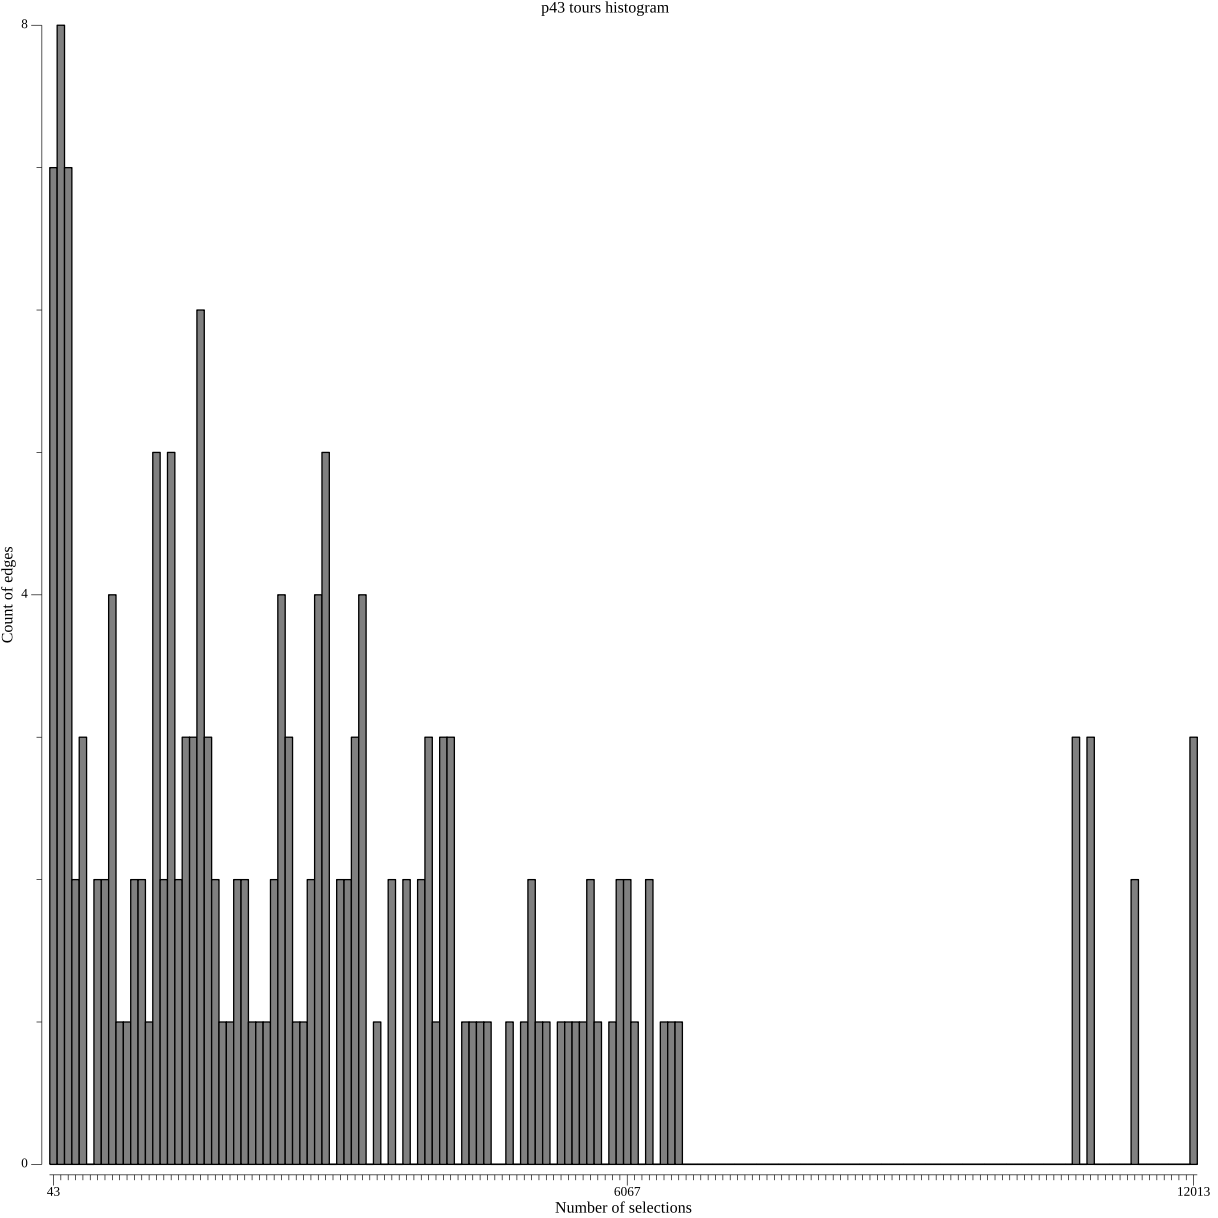 p43 tours histogram
8
4
0
Count of edges
43
6067
12013
Number of selections